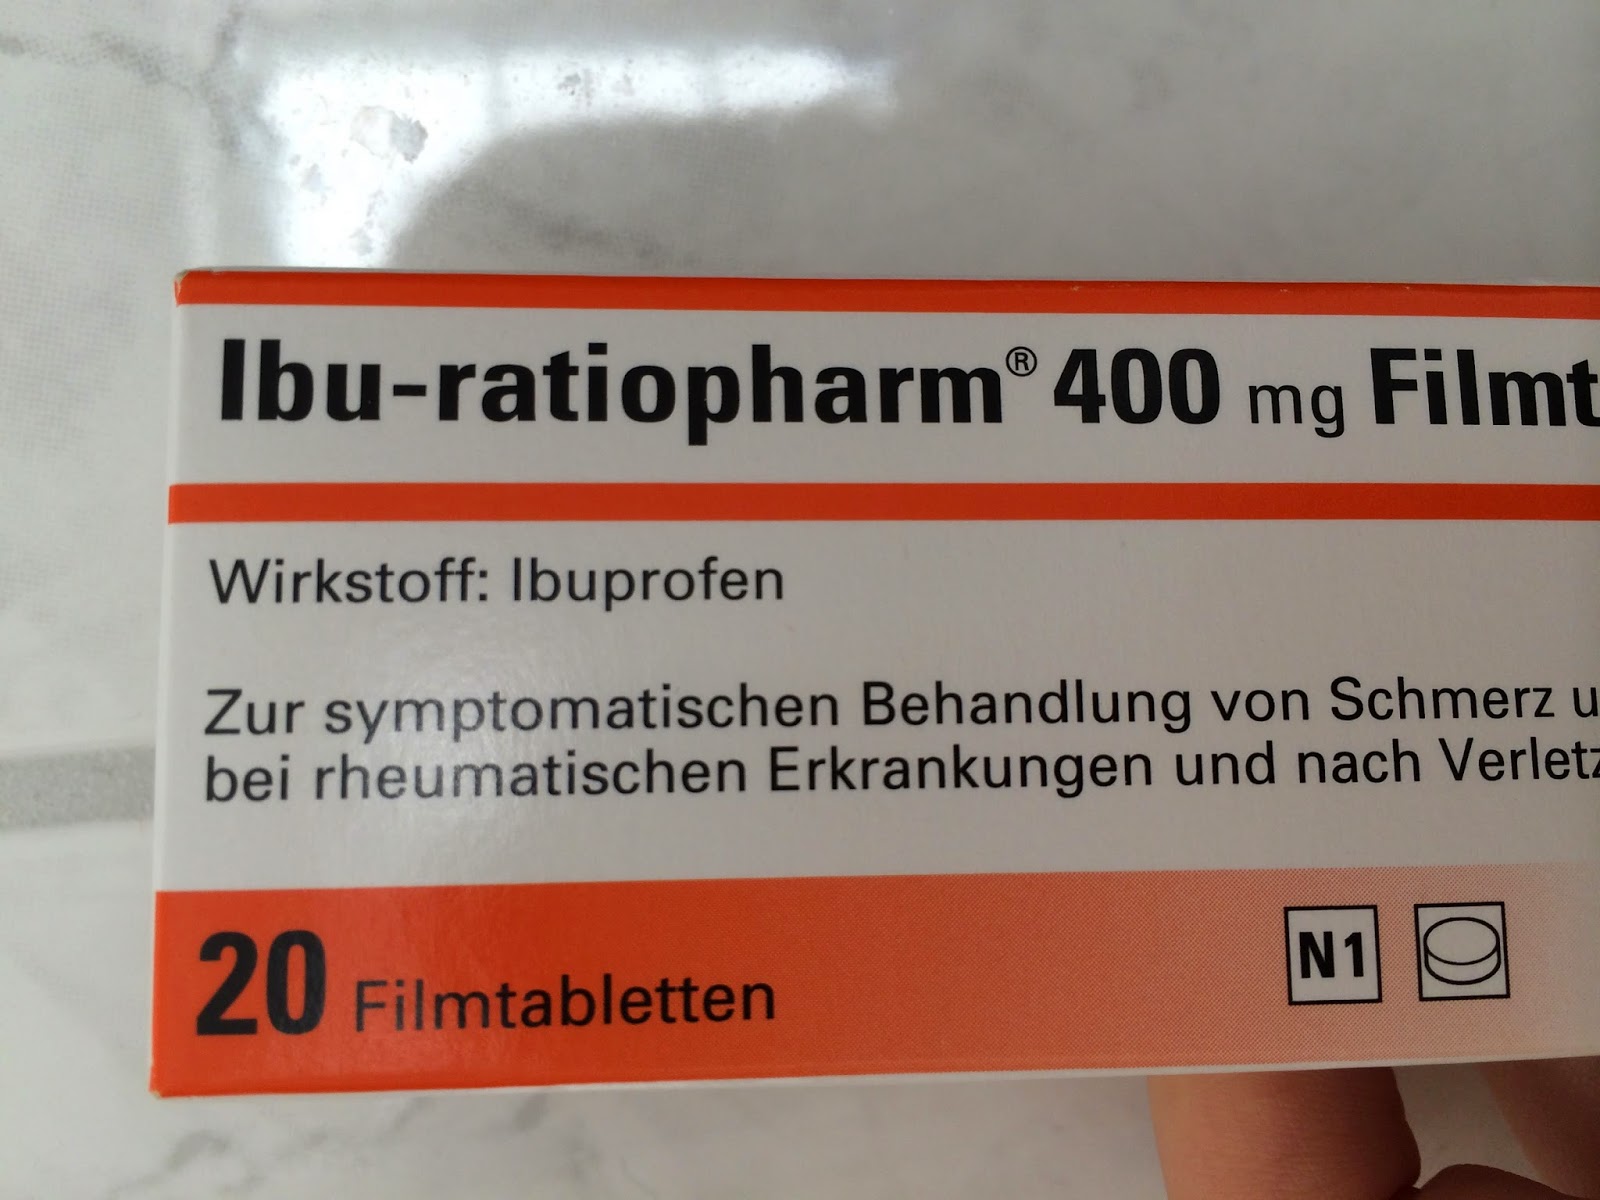 Ibu-ratiopharm® 400 mg Filmt
Wirkstoff: Ibuprofen
Zur symptomatischen Behandlung von Schmerz u
bei rheumatischen Erkrankungen und nach Verletz
20 Filmtabletten
N1